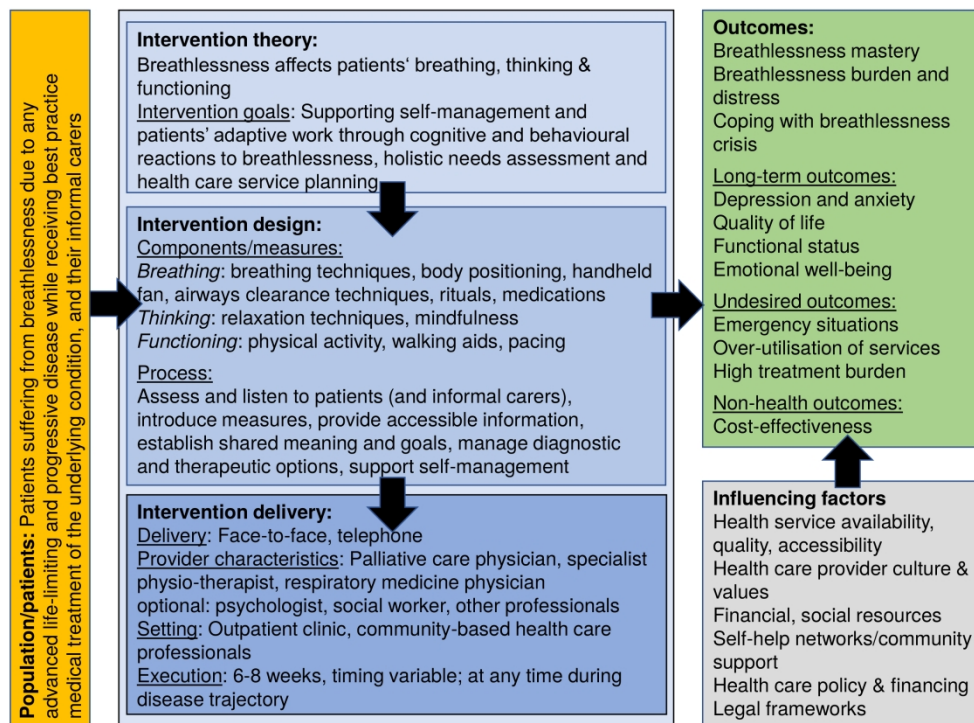 Population/patients: Patients suffering from breathlessness due to any
advanced life-limiting and progressive disease while receiving best practice
medical treatment of the underlying condition, and their informal carers
Intervention theory:
Breathlessness affects patients‘ breathing, thinking &
functioning
Intervention goals: Supporting self-management and
patients’ adaptive work through cognitive and behavioural
reactions to breathlessness, holistic needs assessment and
health care service planning
Intervention design:
Components/measures:
Breathing: breathing techniques, body positioning, handheld
fan, airways clearance techniques, rituals, medications
Thinking: relaxation techniques, mindfulness
Functioning: physical activity, walking aids, pacing
Process:
Assess and listen to patients (and informal carers),
introduce measures, provide accessible information,
establish shared meaning and goals, manage diagnostic
and therapeutic options, support self-management
Intervention delivery:
Delivery: Face-to-face, telephone
Provider characteristics: Palliative care physician, specialist
physio-therapist, respiratory medicine physician
optional: psychologist, social worker, other professionals
Setting: Outpatient clinic, community-based health care
professionals
Execution: 6-8 weeks, timing variable; at any time during
disease trajectory
Outcomes:
Breathlessness mastery
Breathlessness burden and
distress
Coping with breathlessness
crisis
Long-term outcomes:
Depression and anxiety
Quality of life
Functional status
Emotional well-being
Undesired outcomes:
Emergency situations
Over-utilisation of services
High treatment burden
Non-health outcomes:
Cost-effectiveness
Influencing factors
Health service availability,
quality, accessibility
Health care provider culture &
values
Financial, social resources
Self-help networks/community
support
Health care policy & financing
Legal frameworks